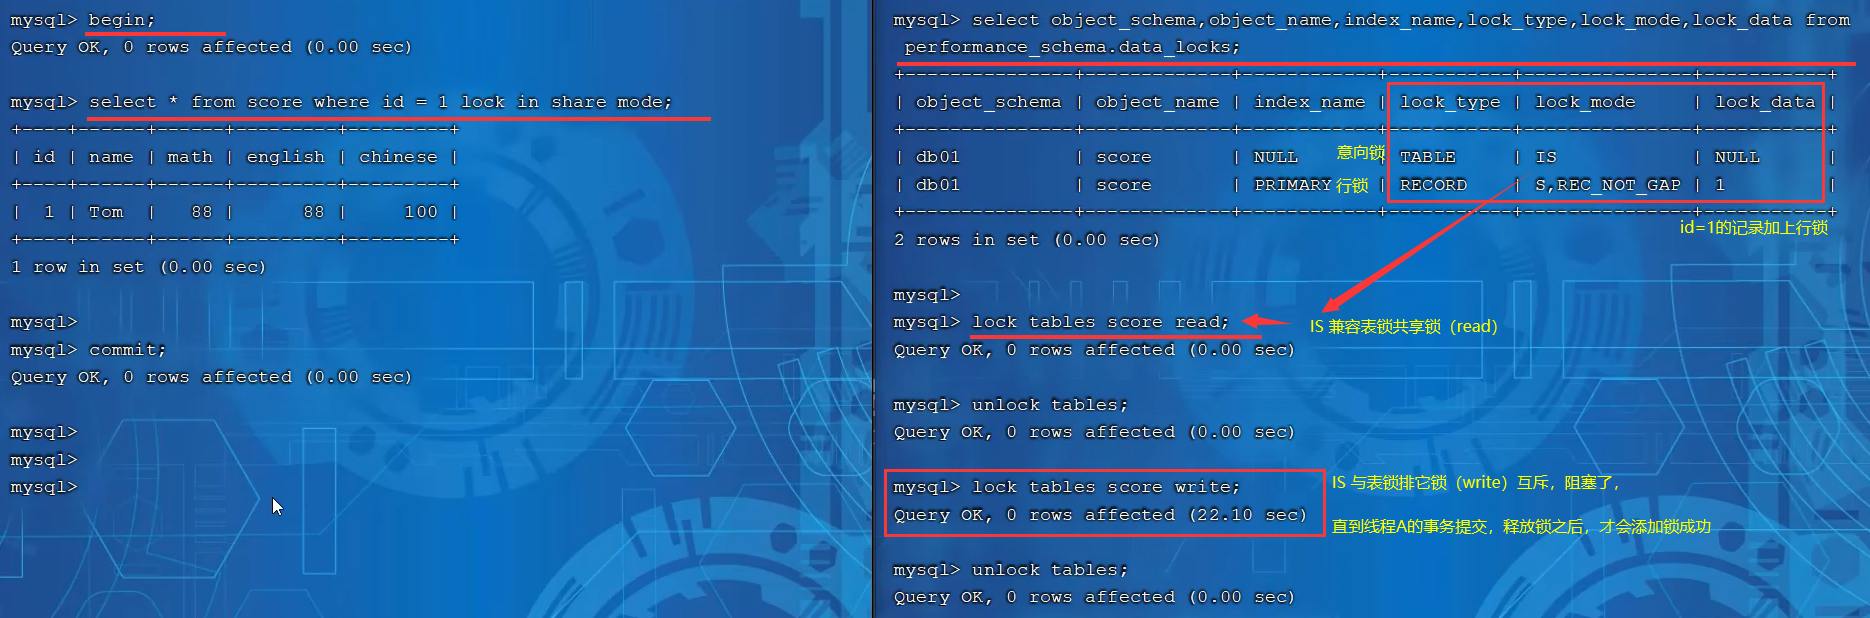 mysql> begin;
Query OK, 0 rows affected (0.00 sec)
mysql> select * from score where id = 1 lock in share mode;
+----+------+------+---------+---------+
| id | name | math | english | chinese |
+----+------+------+---------+---------+
|  1 | Tom  |   88 |      88 |     100 |
+----+------+------+---------+---------+
1 row in set (0.00 sec)
mysql>
mysql> commit;
Query OK, 0 rows affected (0.00 sec)
mysql>
mysql>
mysql>
mysql> select object_schema,object_name,index_name,lock_type,lock_mode,lock_data from
performance_schema.data_locks;
+---------------+-------------+------------+-----------+---------------+-----------+
| object_schema | object_name | index_name | lock_type | lock_mode     | lock_data |
+---------------+-------------+------------+-----------+---------------+-----------+
| db01          | score       | NULL 意向锁 | TABLE     | IS            | NULL      |
| db01          | score       | PRIMARY 行锁 | RECORD    | S,REC_NOT_GAP | 1         |
+---------------+-------------+------------+-----------+---------------+-----------+
id=1的记录加上行锁
2 rows in set (0.00 sec)
mysql>
mysql> lock tables score read;
IS 兼容表锁共享锁（read）
Query OK, 0 rows affected (0.00 sec)
mysql> unlock tables;
Query OK, 0 rows affected (0.00 sec)
mysql> lock tables score write;
IS 与表锁排它锁（write）互斥，阻塞了，
Query OK, 0 rows affected (22.10 sec)
直到线程A的事务提交，释放锁之后，才会添加锁成功
mysql> unlock tables;
Query OK, 0 rows affected (0.00 sec)